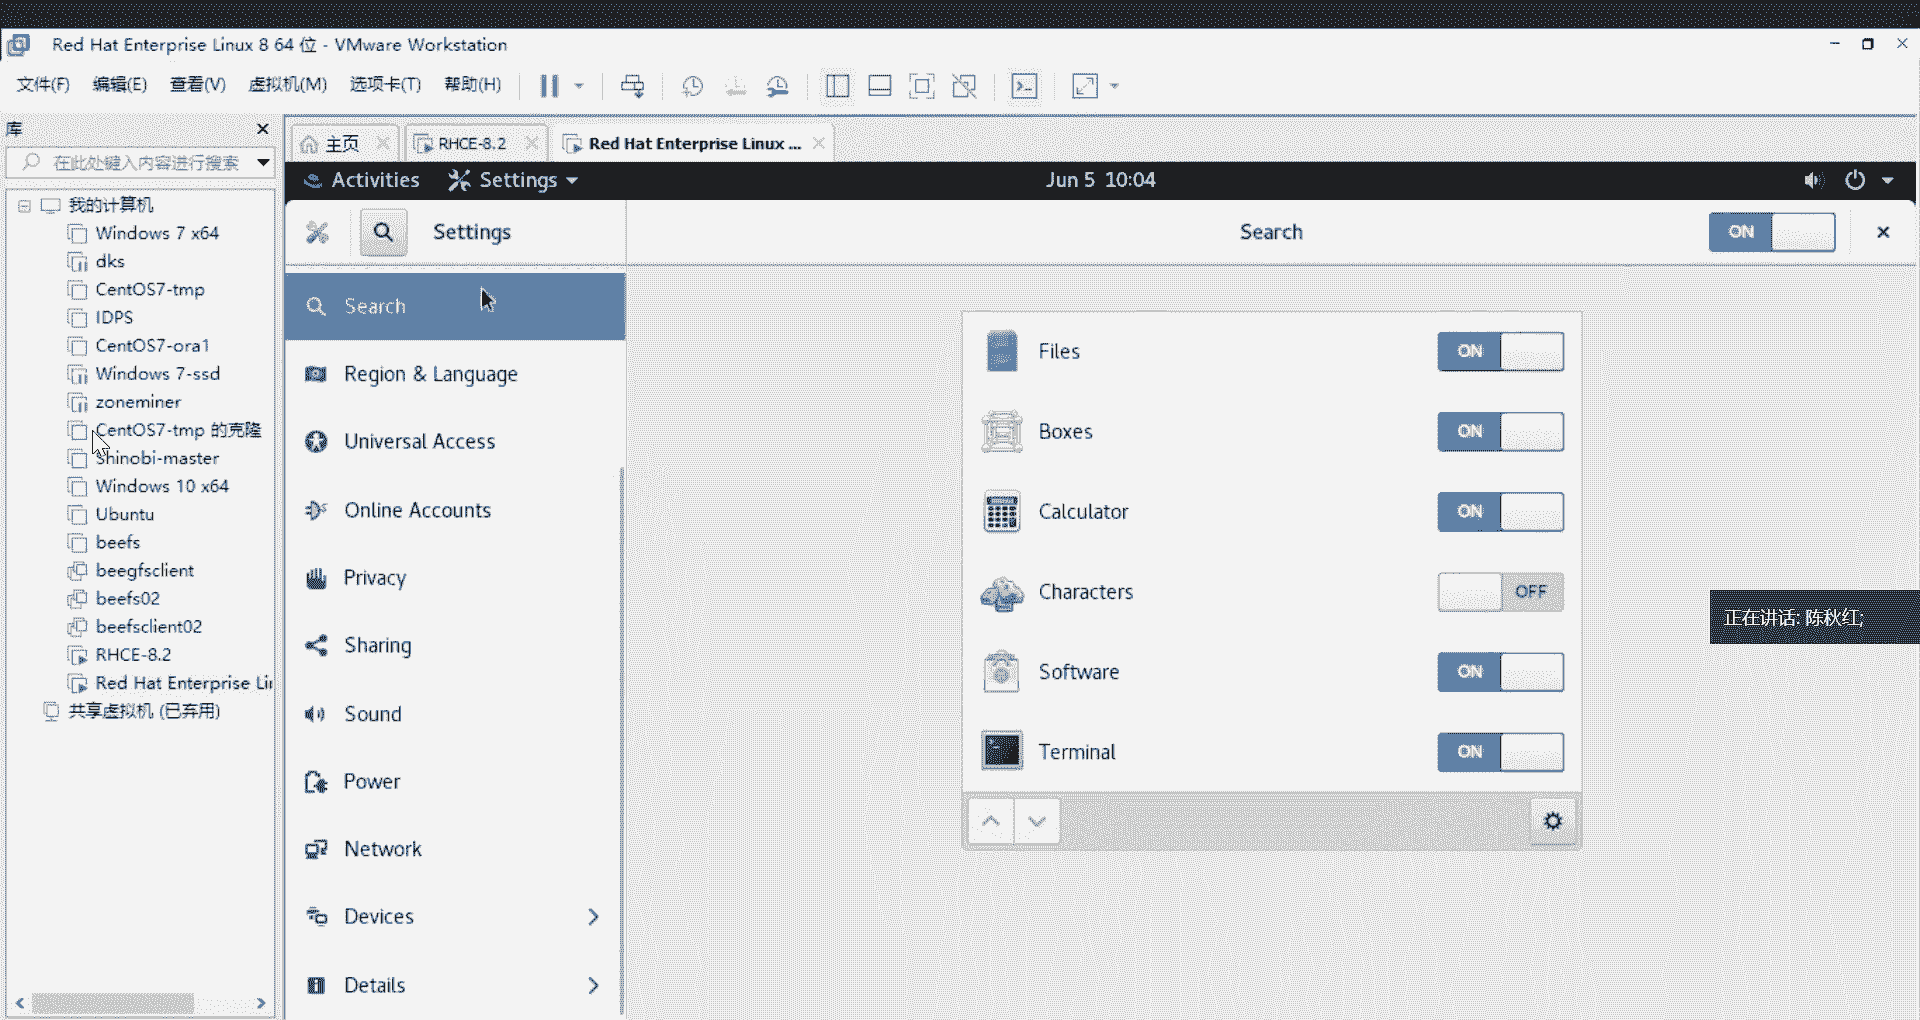 Red Hat Enterprise Linux 8 64 位 - VMware Workstation
文件(F) 编辑(E) 查看(V) 虚拟机(M) 选项卡(T) 帮助(H)
库
在此处键入内容进行搜索
我的计算机
Windows 7 x64
dks
CentOS7-tmp
IDPS
CentOS7-ora1
Windows 7-ssd
zoneminer
CentOS7-tmp 的克隆
Shinobi-master
Windows 10 x64
Ubuntu
beefs
beegfsclient
beefs02
beefsclient02
RHCE-8.2
Red Hat Enterprise Lin
共享虚拟机 (已弃用)
主页 RHCE-8.2 Red Hat Enterprise Linux ...
Activities Settings Jun 5 10:04
Settings
Search ON
Search
Region & Language
Universal Access
Online Accounts
Privacy
Sharing
Sound
Power
Network
Devices
Details
Files ON
Boxes ON
Calculator ON
Characters OFF
Software ON
Terminal ON
正在讲话: 陈秋红;